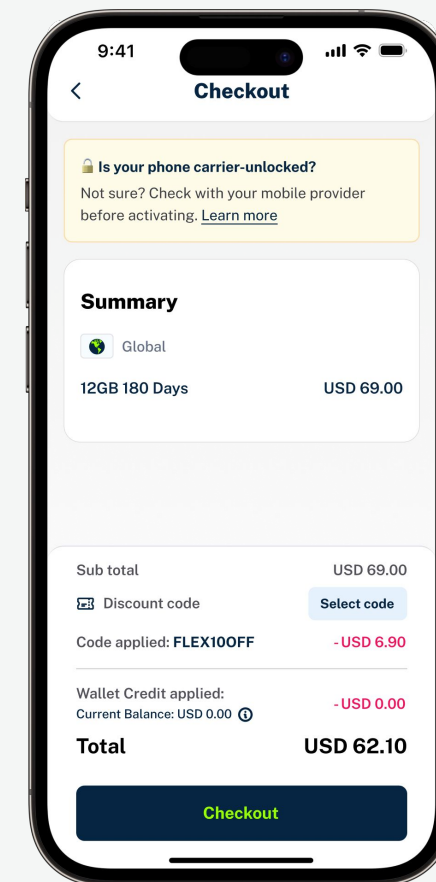 9:41
Checkout
Is your phone carrier-unlocked?
Not sure? Check with your mobile provider
before activating. Learn more
Summary
Global
12GB 180 Days USD 69.00
Sub total USD 69.00
Discount code Select code
Code applied: FLEX10OFF - USD 6.90
Wallet Credit applied: - USD 0.00
Current Balance: USD 0.00
Total USD 62.10
Checkout